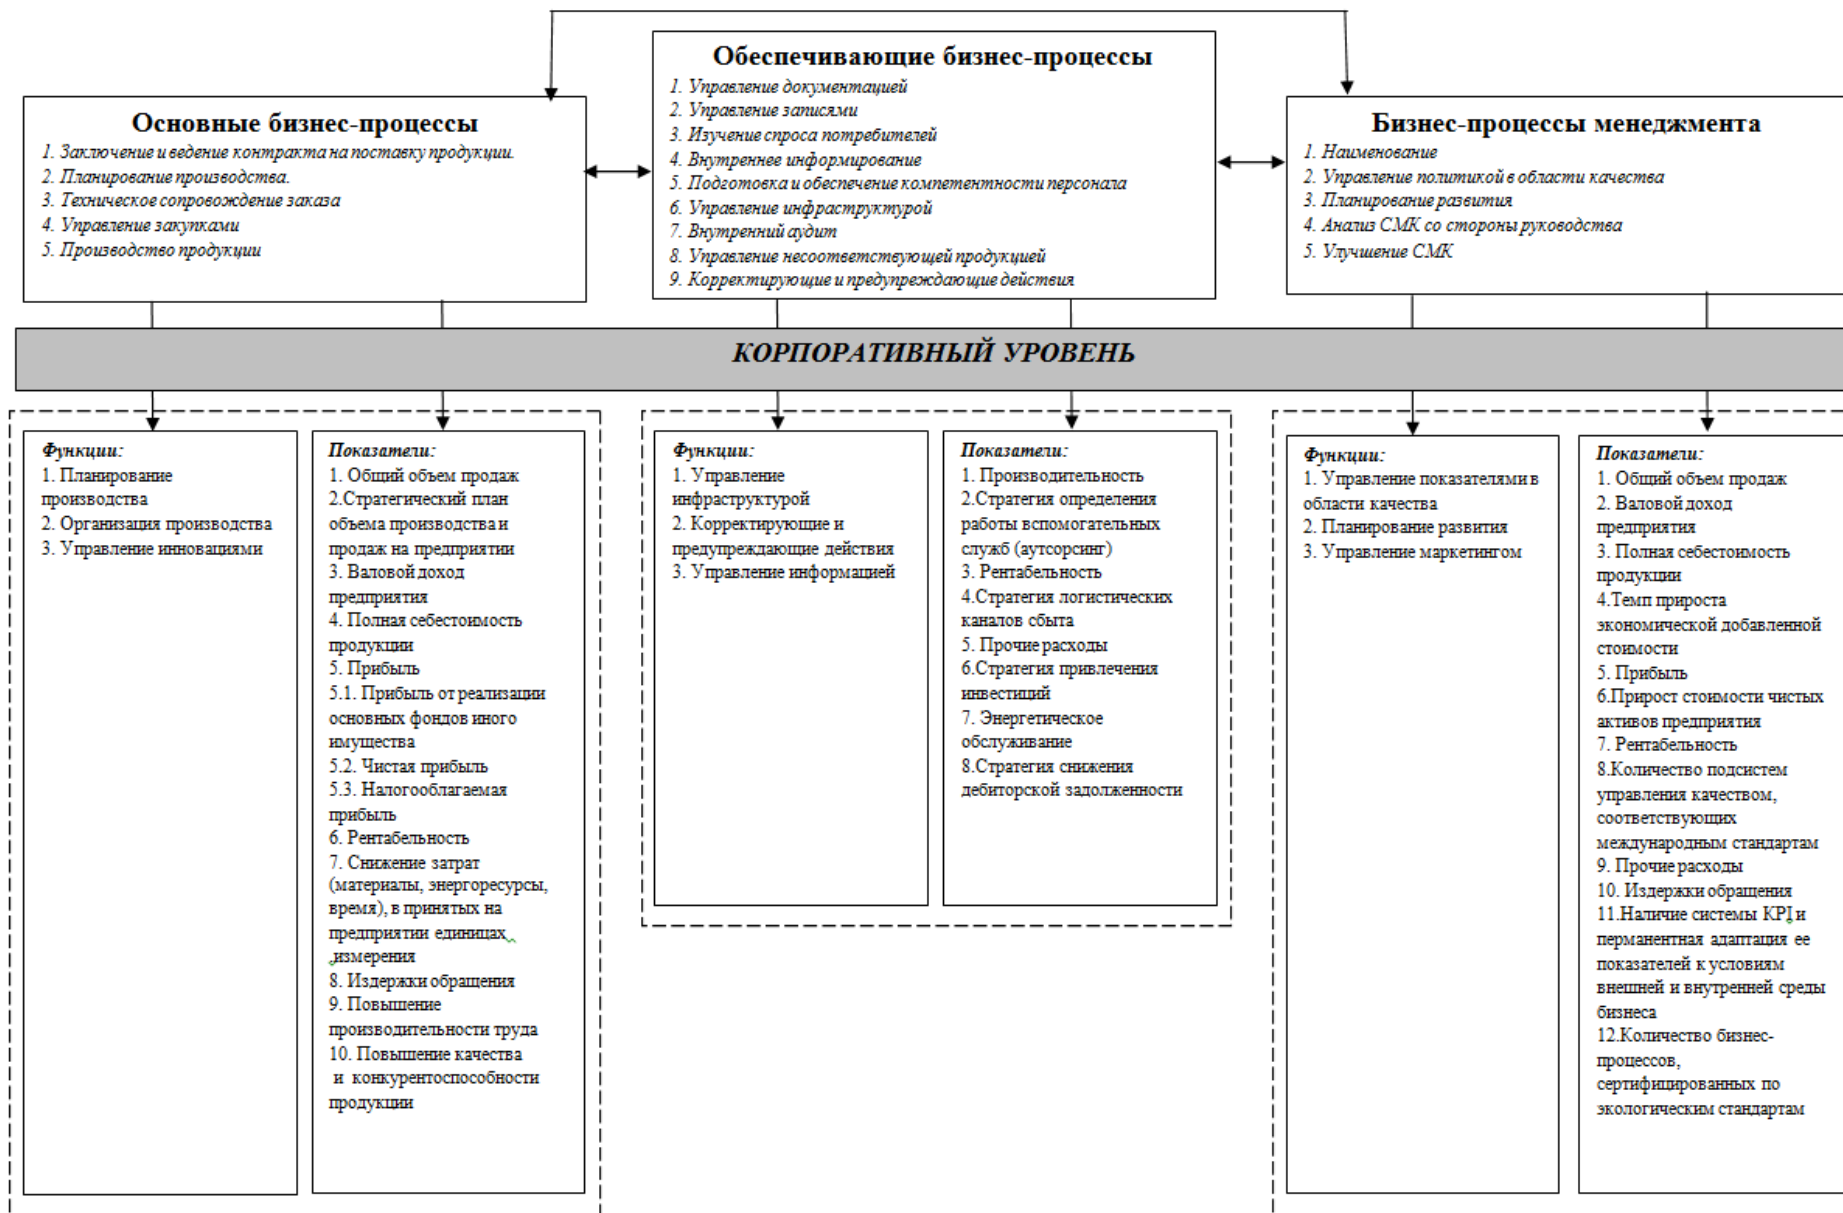 Основные бизнес-процессы
1. Заключение и ведение контракта на поставку продукции.
2. Планирование производства.
3. Техническое сопровождение заказа
4. Управление закупками
5. Производство продукции
Обеспечивающие бизнес-процессы
1. Управление документацией
2. Управление записями
3. Изучение спроса потребителей
4. Внутреннее информирование
5. Подготовка и обеспечение компетентности персонала
6. Управление инфраструктурой
7. Внутренний аудит
8. Управление несоответствующей продукцией
9. Корректирующие и предупреждающие действия
Бизнес-процессы менеджмента
1. Наименование
2. Управление политикой в области качества
3. Планирование развития
4. Анализ СМК со стороны руководства
5. Улучшение СМК
КОРПОРАТИВНЫЙ УРОВЕНЬ
Функции:
1. Планирование
производства
2. Организация производства
3. Управление инновациями
Показатели:
1. Общий объем продаж
2.Стратегический план
объема производства и
продаж на предприятии
3. Валовой доход
предприятия
4. Полная себестоимость
продукции
5. Прибыль
5.1. Прибыль от реализации
основных фондов иного
имущества
5.2. Чистая прибыль
5.3. Налогооблагаемая
прибыль
6. Рентабельность
7. Снижение затрат
(материалы, энергоресурсы,
время), в принятых на
предприятии единицах
,измерения
8. Издержки обращения
9. Повышение
производительности труда
10. Повышение качества
и конкурентоспособности
продукции
Функции:
1. Управление
инфраструктурой
2. Корректирующие и
предупреждающие действия
3. Управление информацией
Показатели:
1. Производительность
2.Стратегия определения
работы вспомогательных
служб (аутсорсинг)
3. Рентабельность
4.Стратегия логистических
каналов сбыта
5. Прочие расходы
6.Стратегия привлечения
инвестиций
7. Энергетическое
обслуживание
8.Стратегия снижения
дебиторской задолженности
Функции:
1. Управление показателями в
области качества
2. Планирование развития
3. Управление маркетингом
Показатели:
1. Общий объем продаж
2. Валовой доход
предприятия
3. Полная себестоимость
продукции
4.Темп прироста
экономической добавленной
стоимости
5. Прибыль
6.Прирост стоимости чистых
активов предприятия
7. Рентабельность
8.Количество подсистем
управления качеством,
соответствующих
международным стандартам
9. Прочие расходы
10. Издержки обращения
11.Наличие системы KPI и
перманентная адаптация ее
показателей к условиям
внешней и внутренней среды
бизнеса
12.Количество бизнес-
процессов,
сертифицированных по
экологическим стандартам